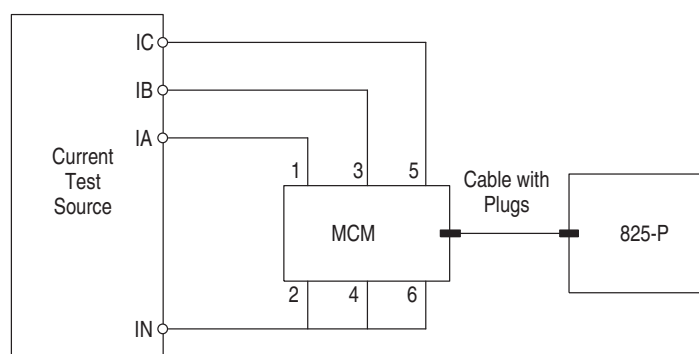 IC
IB
IA
Current
Test
Source
1 3 5
Cable with
Plugs
MCM
825-P
2 4 6
IN